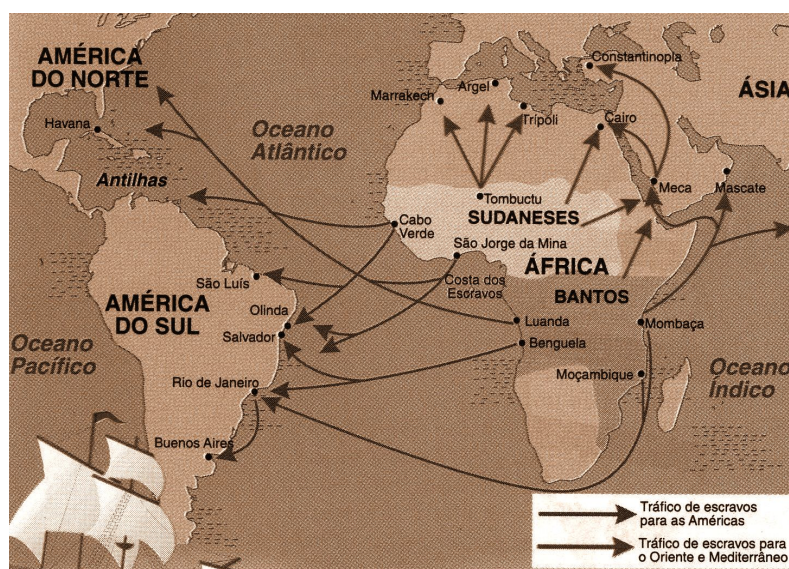 AMÉRICA
DO NORTE
Havana
Antilhas
Oceano
Atlântico
Constantinopla
ÁSIA
Argel
Marrakech
Trípoli
Cairo
Meca
Mascate
Tombuctu
SUDANESES
Cabo
Verde
São Jorge da Mina
ÁFRICA
Costa dos
Escravos
BANTOS
São Luís
AMÉRICA
DO SUL
Olinda
Salvador
Luanda
Benguela
Mombaça
Moçambique
Oceano
Pacífico
Oceano
Índico
Rio de Janeiro
Buenos Aires
Tráfico de escravos
para as Américas
Tráfico de escravos para
o Oriente e Mediterrâneo